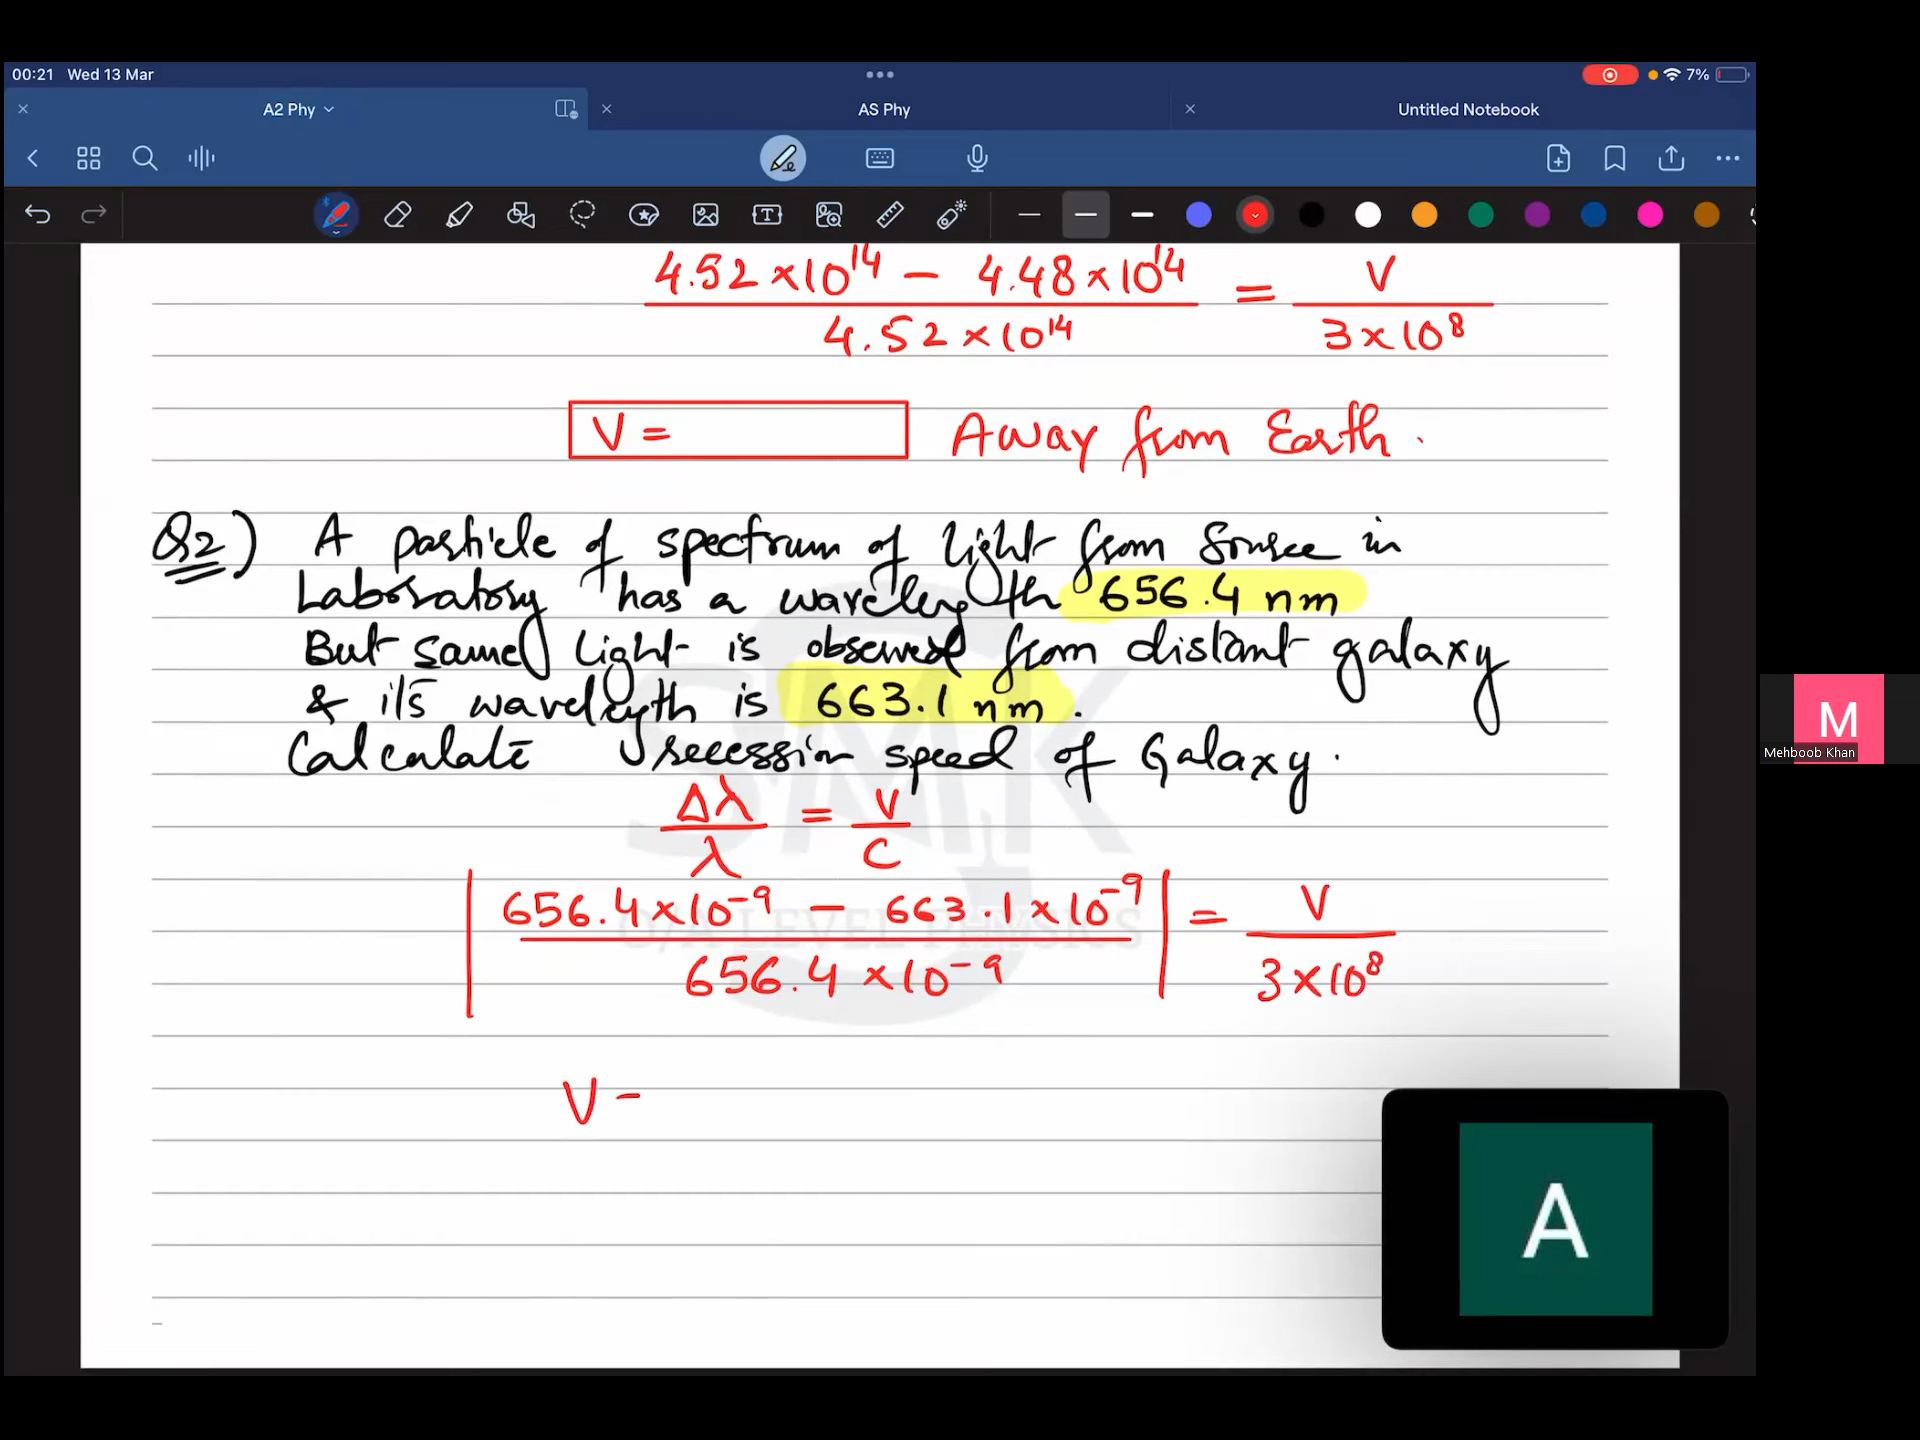 00:21 Wed 13 Mar
7%
A2 Phy
AS Phy
Untitled Notebook
4.52 × 10¹⁴ − 4.48 × 10¹⁴ = V
4.52 × 10¹⁴ 3 × 10⁸
V = Away from Earth.
Q2) A particle of spectrum of light from source in
Laboratory has a wavelength 656.4 nm
But same light is observed from distant galaxy
& it's wavelength is 663.1 nm.
Calculate recession speed of Galaxy.
SMK
Δλ = V
λ C
O/A LEVEL PHYSICS
|656.4 × 10⁻⁹ − 663.1 × 10⁻⁹| = V
656.4 × 10⁻⁹ 3 × 10⁸
V -
A
M
Mehboob Khan